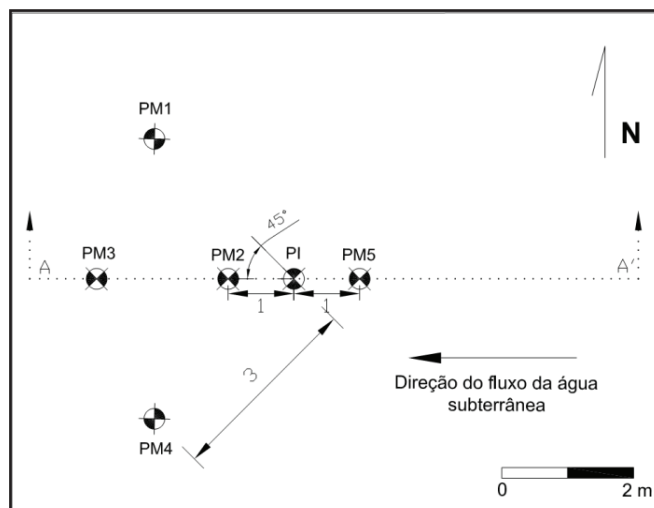 PM1
N
45°
PM3
PM2
PI
PM5
A
A'
1
1
3
Direção do fluxo da água
subterrânea
PM4
0
2 m